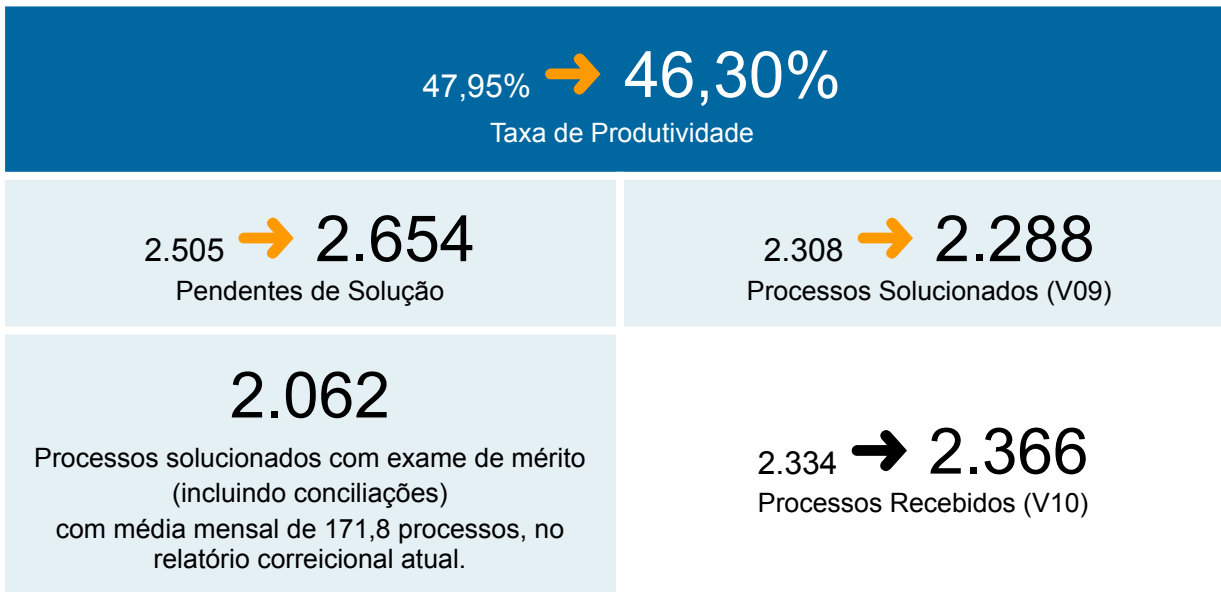 47,95% ➔ 46,30%
Taxa de Produtividade
2.505 ➔ 2.654
Pendentes de Solução
2.308 ➔ 2.288
Processos Solucionados (V09)
2.062
Processos solucionados com exame de mérito
(incluindo conciliações)
com média mensal de 171,8 processos, no
relatório correicional atual.
2.334 ➔ 2.366
Processos Recebidos (V10)